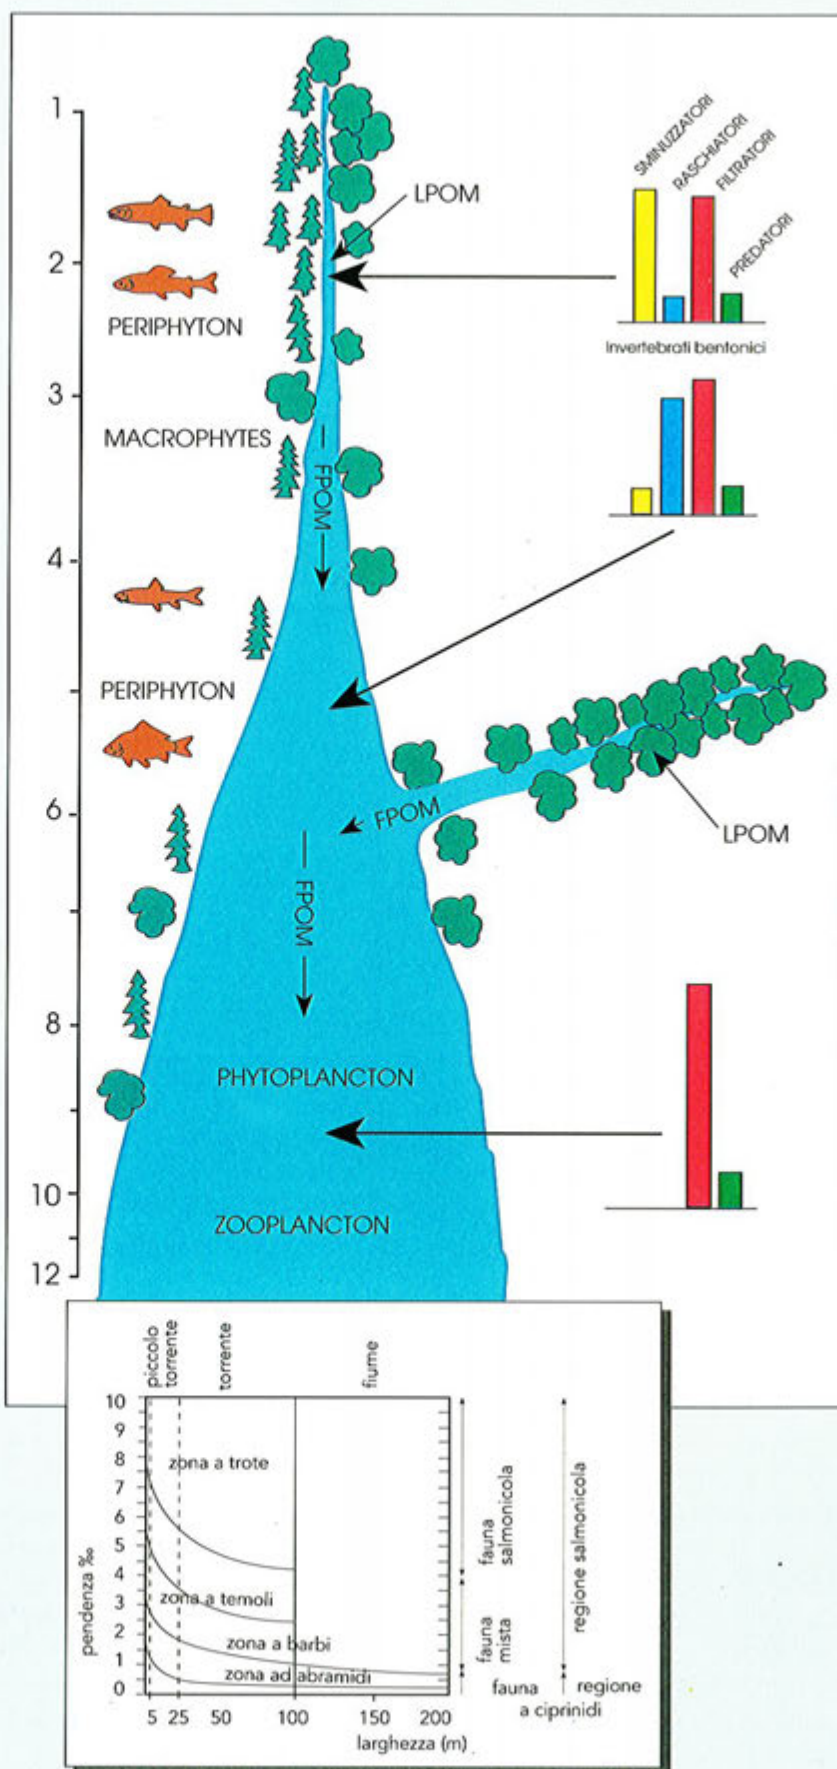 1
2
3
4
6
8
10
12
PERIPHYTON
MACROPHYTES
PERIPHYTON
LPOM
FPOM
FPOM
FPOM
LPOM
PHYTOPLANCTON
ZOOPLANCTON
SMINUZZATORI
RASCHIATORI
FILTRATORI
PREDATORI
Invertebrati bentonici
piccolo
torrente
torrente
fiume
10
9
8
7
6
5
4
3
2
1
0
pendenza ‰
zona a trote
zona a temoli
zona a barbi
zona ad abramidi
5 25 50 100 150 200
larghezza (m)
fauna
salmonicola
fauna
mista
regione salmonicola
fauna regione
a ciprinidi